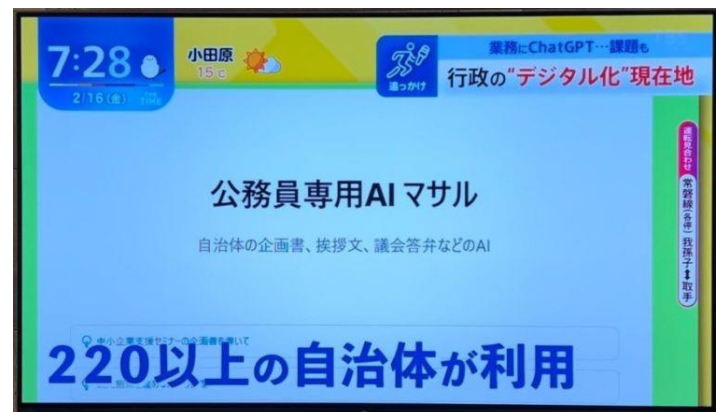 7:28
2/16(金) THE TIME
小田原
15℃
追っかけ
業務にChatGPT…課題も
行政の“デジタル化”現在地
運転見合わせ 常磐線(各停) 我孫子↕取手
公務員専用AI マサル
自治体の企画書、挨拶文、議会答弁などのAI
中小企業支援セミナーの企画書を書いて
220以上の自治体が利用